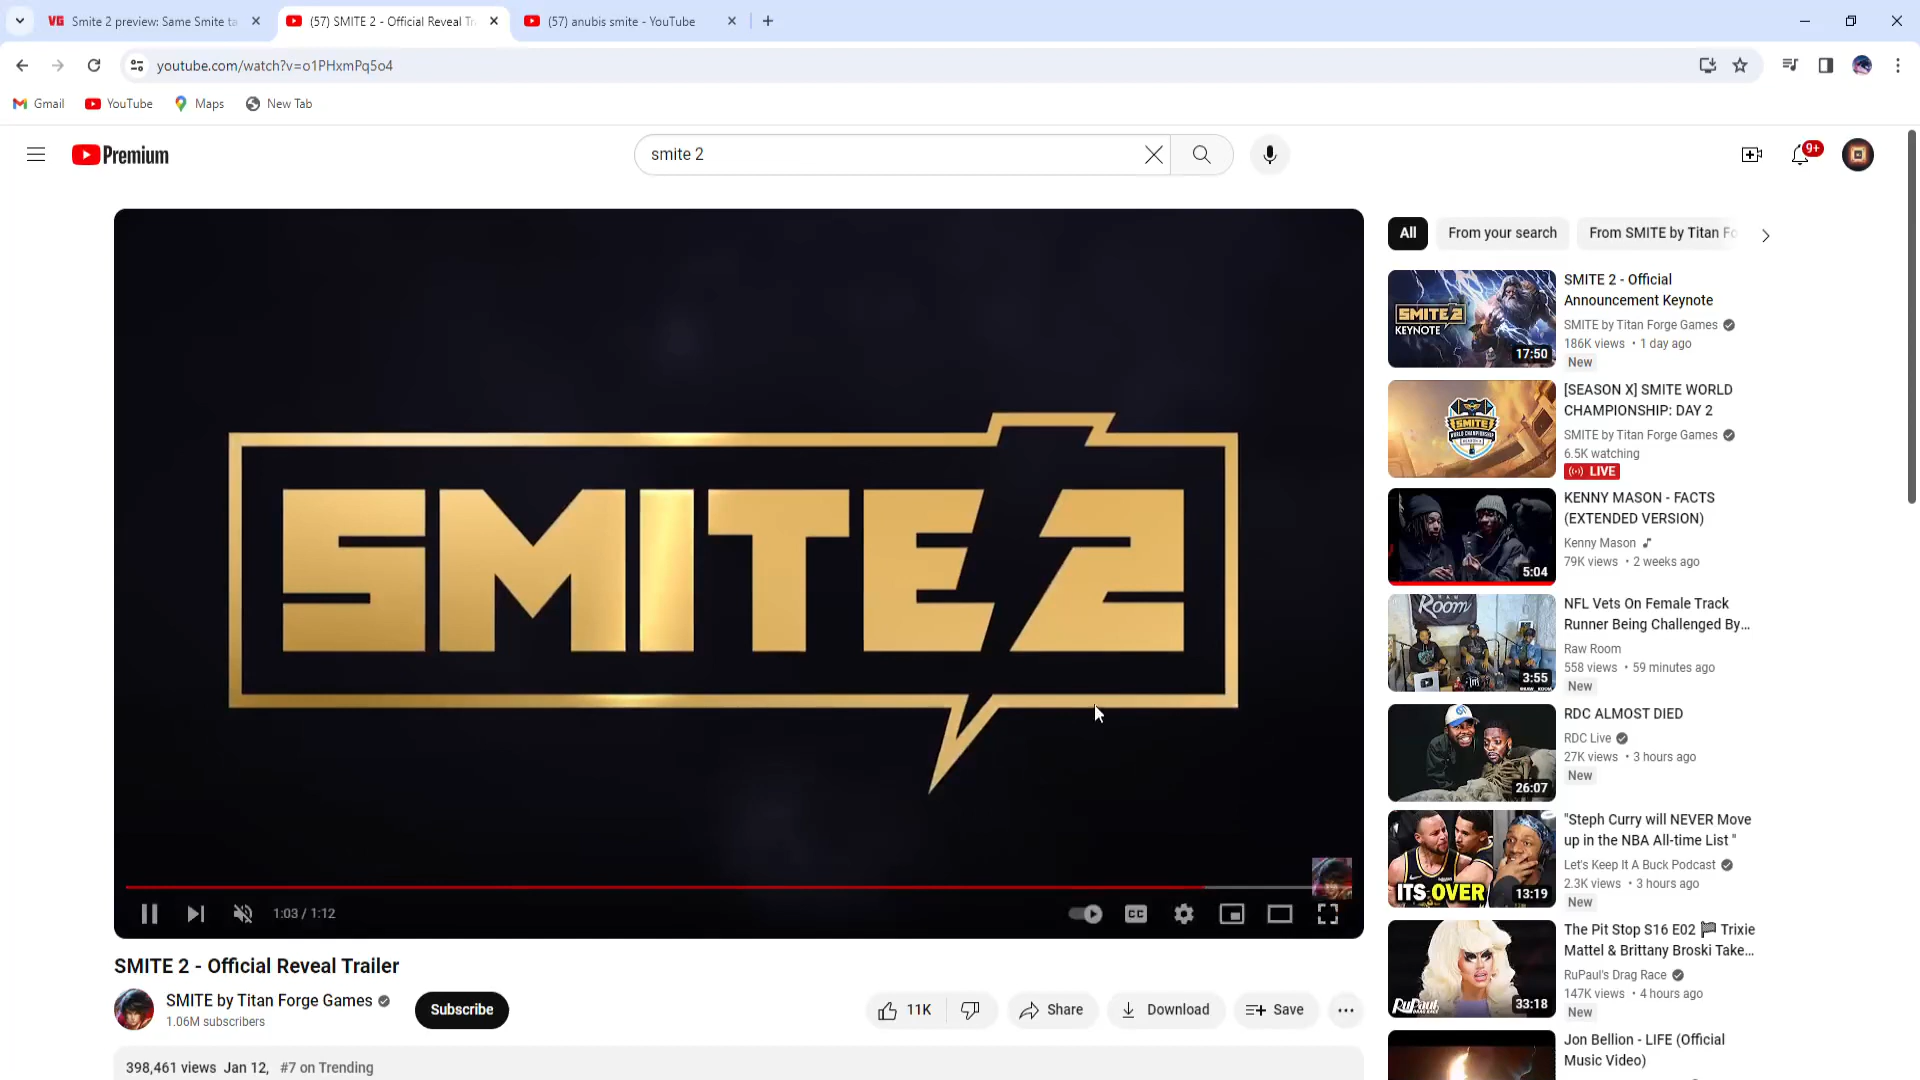 VG Smite 2 preview: Same Smite ta
(57) SMITE 2 - Official Reveal Tr
(57) anubis smite - YouTube
youtube.com/watch?v=o1PHxmPq5o4
Gmail
YouTube
Maps
New Tab
Premium
smite 2
9+
SMITE 2
1:03 / 1:12
CC
SMITE 2 - Official Reveal Trailer
SMITE by Titan Forge Games
1.06M subscribers
Subscribe
11K
Share
Download
Save
398,461 views Jan 12, #7 on Trending
All
From your search
From SMITE by Titan Fo
SMITE 2
KEYNOTE
17:50
SMITE 2 - Official
Announcement Keynote
SMITE by Titan Forge Games
186K views • 1 day ago
New
SMITE
[SEASON X] SMITE WORLD
CHAMPIONSHIP: DAY 2
SMITE by Titan Forge Games
6.5K watching
LIVE
5:04
KENNY MASON - FACTS
(EXTENDED VERSION)
Kenny Mason
79K views • 2 weeks ago
Room
3:55
NFL Vets On Female Track
Runner Being Challenged By...
Raw Room
558 views • 59 minutes ago
New
26:07
RDC ALMOST DIED
RDC Live
27K views • 3 hours ago
New
ITS OVER
13:19
"Steph Curry will NEVER Move
up in the NBA All-time List "
Let's Keep It A Buck Podcast
2.3K views • 3 hours ago
New
RuPaul's
33:18
The Pit Stop S16 E02 🏁 Trixie
Mattel & Brittany Broski Take...
RuPaul's Drag Race
147K views • 4 hours ago
New
Jon Bellion - LIFE (Official
Music Video)